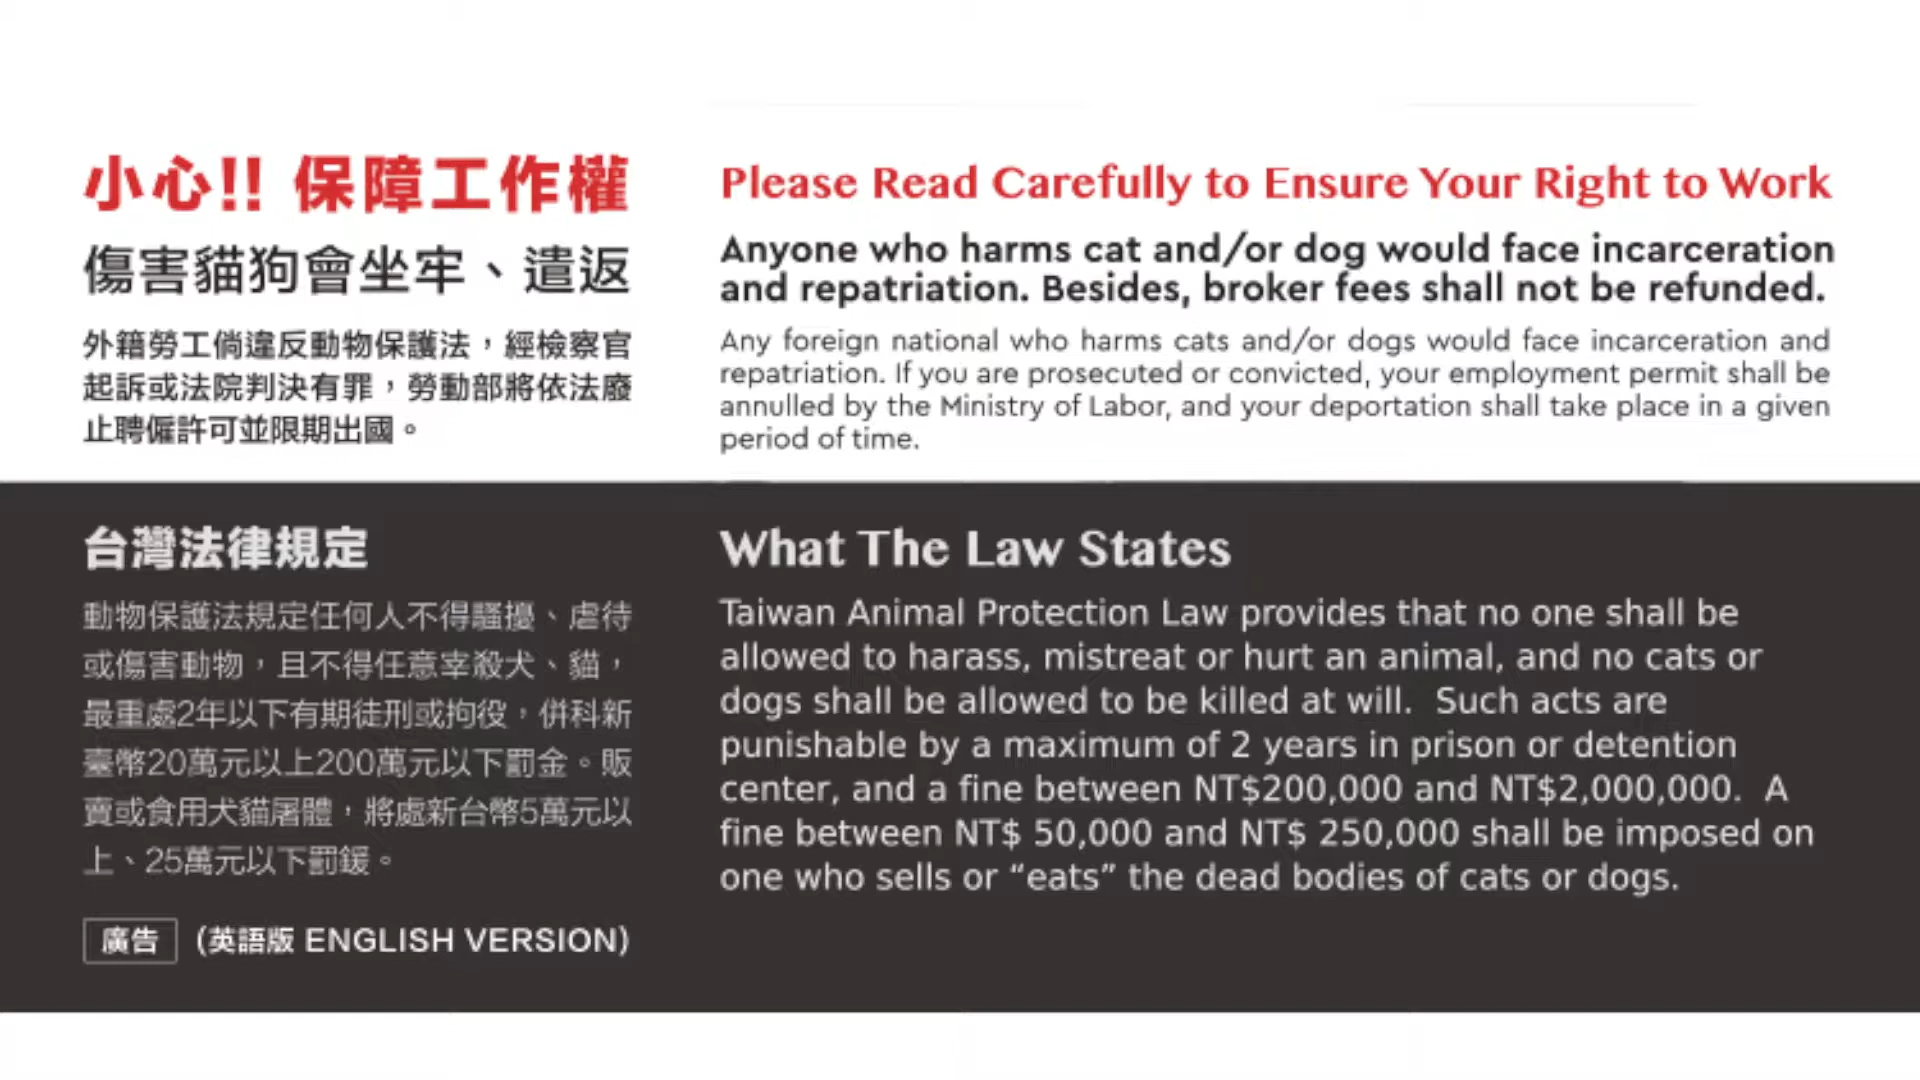 小心!! 保障工作權
傷害貓狗會坐牢、遣返
外籍勞工倘違反動物保護法，經檢察官
起訴或法院判決有罪，勞動部將依法廢
止聘僱許可並限期出國。
Please Read Carefully to Ensure Your Right to Work
Anyone who harms cat and/or dog would face incarceration
and repatriation. Besides, broker fees shall not be refunded.
Any foreign national who harms cats and/or dogs would face incarceration and
repatriation. If you are prosecuted or convicted, your employment permit shall be
annulled by the Ministry of Labor, and your deportation shall take place in a given
period of time.
台灣法律規定
動物保護法規定任何人不得騷擾、虐待
或傷害動物，且不得任意宰殺犬、貓，
最重處2年以下有期徒刑或拘役，併科新
臺幣20萬元以上200萬元以下罰金。販
賣或食用犬貓屠體，將處新台幣5萬元以
上、25萬元以下罰鍰。
廣告 (英語版 ENGLISH VERSION)
What The Law States
Taiwan Animal Protection Law provides that no one shall be
allowed to harass, mistreat or hurt an animal, and no cats or
dogs shall be allowed to be killed at will.  Such acts are
punishable by a maximum of 2 years in prison or detention
center, and a fine between NT$200,000 and NT$2,000,000.  A
fine between NT$ 50,000 and NT$ 250,000 shall be imposed on
one who sells or “eats” the dead bodies of cats or dogs.